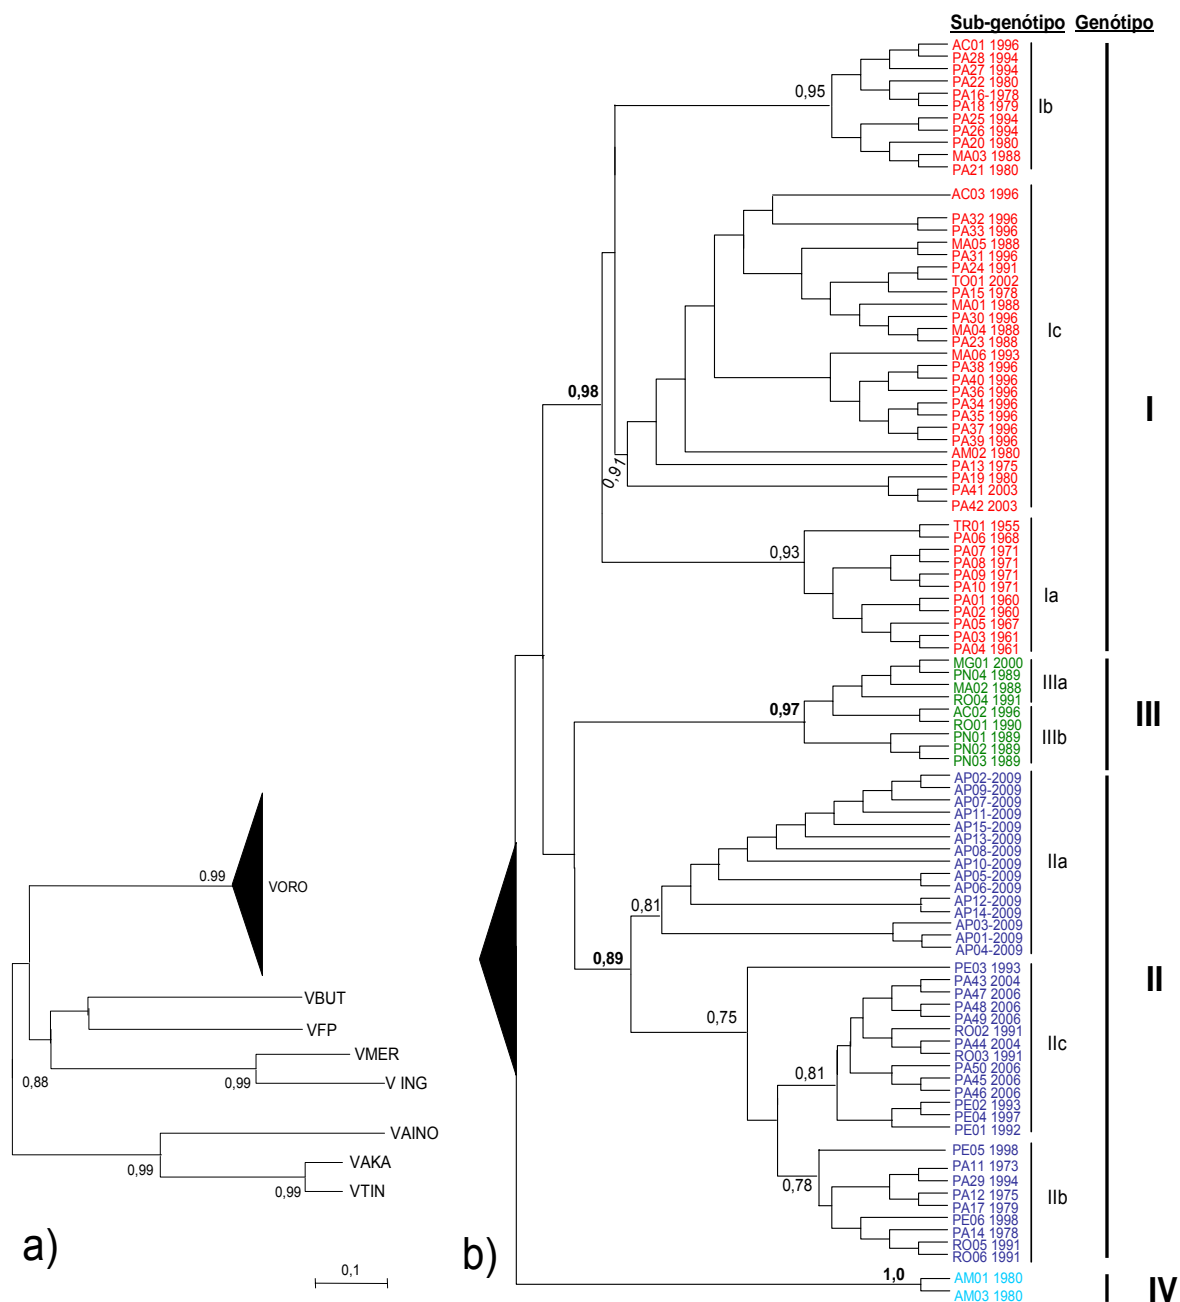 Sub-genótipo Genótipo
AC01 1996
PA28 1994
PA27 1994
PA22 1980
PA16-1978
PA18 1979
PA25 1994
PA26 1994
PA20 1980
MA03 1988
PA21 1980
0,95
Ib
AC03 1996
PA32 1996
PA33 1996
MA05 1988
PA31 1996
PA24 1991
TO01 2002
PA15 1978
MA01 1988
PA30 1996
MA04 1988
PA23 1988
MA06 1993
PA38 1996
PA40 1996
PA36 1996
PA34 1996
PA35 1996
PA37 1996
PA39 1996
AM02 1980
PA13 1975
PA19 1980
PA41 2003
PA42 2003
Ic
0,98
0,91
I
TR01 1955
PA06 1968
PA07 1971
PA08 1971
PA09 1971
PA10 1971
PA01 1960
PA02 1960
PA05 1967
PA03 1961
PA04 1961
0,93
Ia
MG01 2000
PN04 1989
MA02 1988
RO04 1991
AC02 1996
RO01 1990
PN01 1989
PN02 1989
PN03 1989
IIIa
0,97
IIIb
III
AP02-2009
AP09-2009
AP07-2009
AP11-2009
AP15-2009
AP13-2009
AP08-2009
AP10-2009
AP05-2009
AP06-2009
AP12-2009
AP14-2009
AP03-2009
AP01-2009
AP04-2009
IIa
0,81
0,89
II
PE03 1993
PA43 2004
PA47 2006
PA48 2006
PA49 2006
RO02 1991
PA44 2004
RO03 1991
PA50 2006
PA45 2006
PA46 2006
PE02 1993
PE04 1997
PE01 1992
0,75
IIc
0,81
PE05 1998
PA11 1973
PA29 1994
PA12 1975
PA17 1979
PE06 1998
PA14 1978
RO05 1991
RO06 1991
0,78
IIb
1,0
AM01 1980
AM03 1980
IV
0.99
VORO
VBUT
VFP
VMER
V ING
0,88
0,99
VAINO
VAKA
VTIN
0,99
0,99
a)
b)
0,1